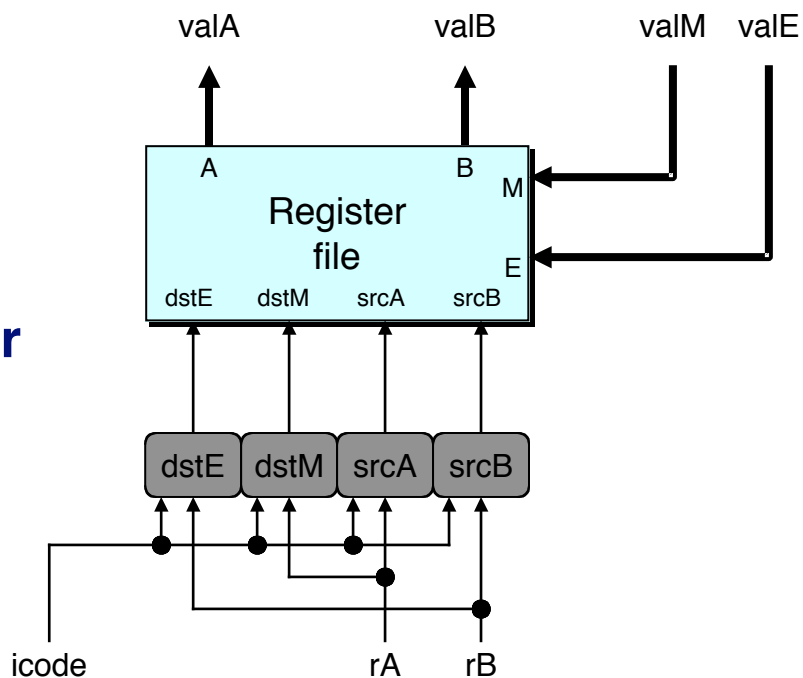 valA valB valM valE
A B
M
Register
file
E
dstE dstM srcA srcB
r
dstE dstM srcA srcB
icode rA rB